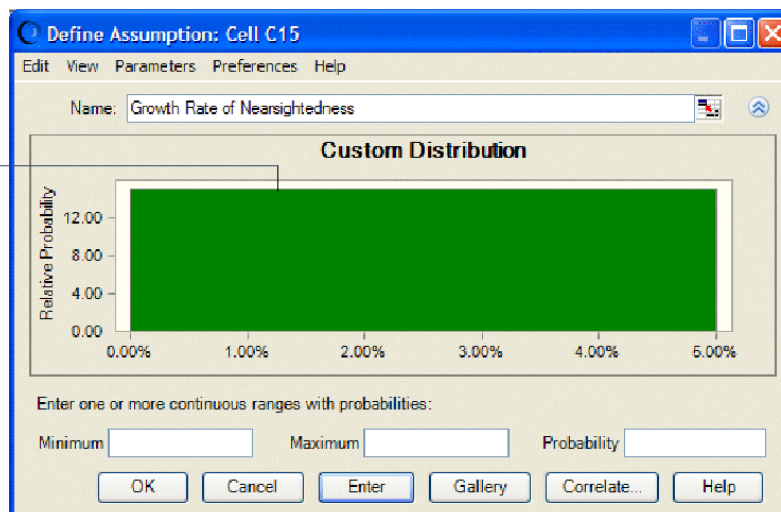 Define Assumption: Cell C15
Edit View Parameters Preferences Help
Name: Growth Rate of Nearsightedness
Custom Distribution
Relative Probability
12.00
8.00
4.00
0.00
0.00% 1.00% 2.00% 3.00% 4.00% 5.00%
Enter one or more continuous ranges with probabilities:
Minimum Maximum Probability
OK Cancel Enter Gallery Correlate... Help